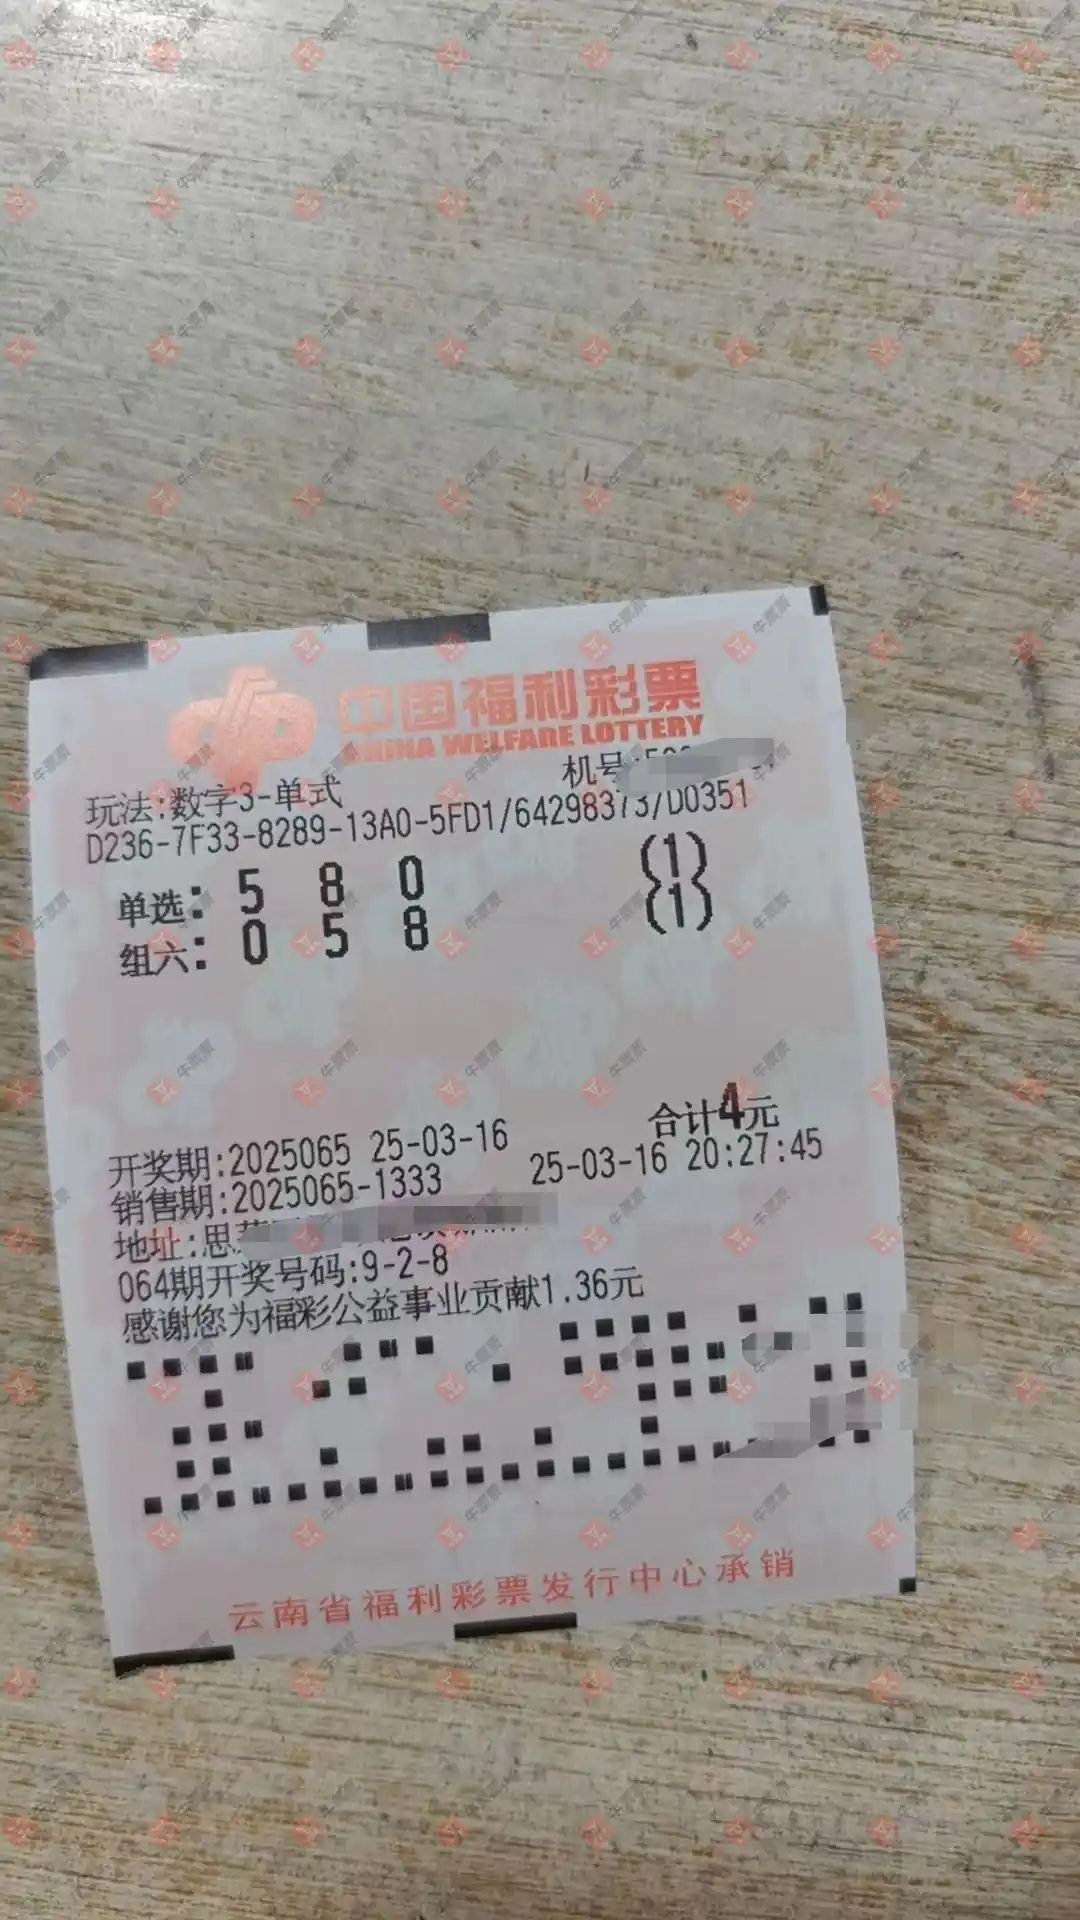 中国福利彩票
CHINA WELFARE LOTTERY
机号:
玩法:数字3-单式
D236-7F33-8289-13A0-5FD1/64298373/D0351
单选: 5 8 0 (1)
组六: 0 5 8 (1)
合计4元
开奖期:2025065 25-03-16
销售期:2025065-1333 25-03-16 20:27:45
地址:思
064期开奖号码:9-2-8
感谢您为福彩公益事业贡献1.36元
云南省福利彩票发行中心承销